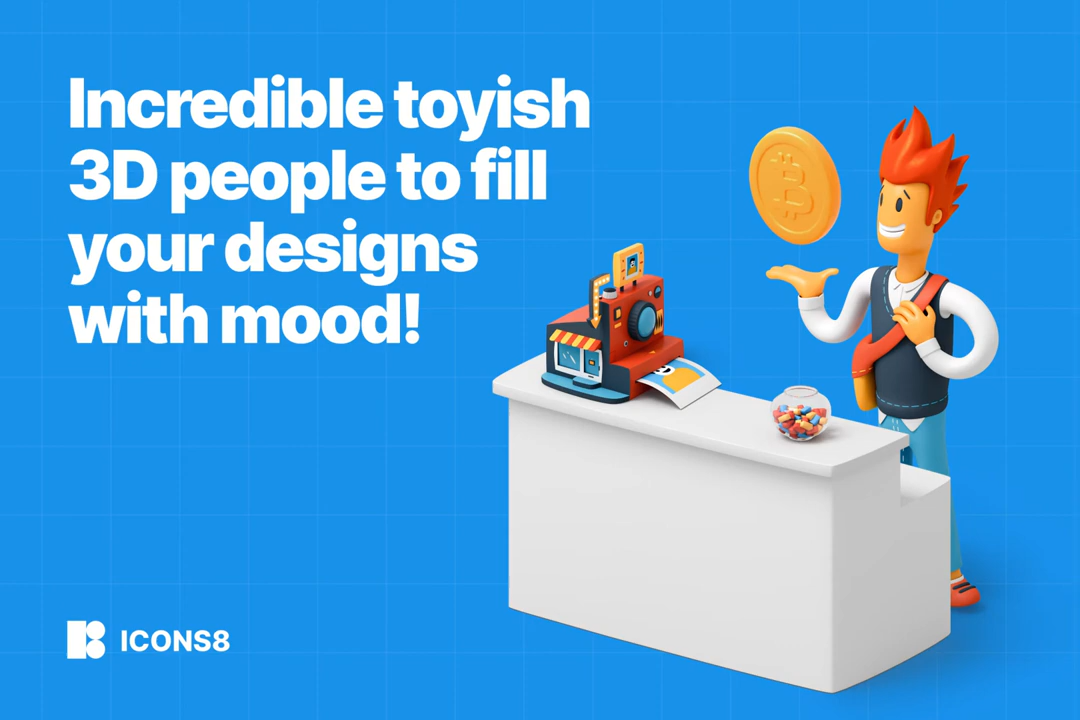 Incredible toyish
3D people to fill
your designs
with mood!
ICONS8